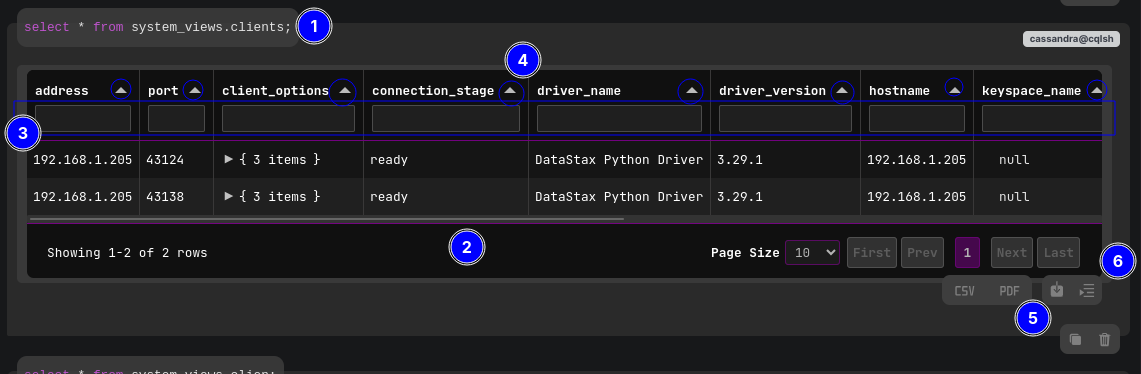 select * from system_views.clients;
1
cassandra@cqlsh
4
address port client_options connection_stage driver_name driver_version hostname keyspace_name
3
192.168.1.205 43124 ▶ { 3 items } ready DataStax Python Driver 3.29.1 192.168.1.205 null
192.168.1.205 43138 ▶ { 3 items } ready DataStax Python Driver 3.29.1 192.168.1.205 null
2
Showing 1-2 of 2 rows Page Size 10 First Prev 1 Next Last
6
CSV PDF
5
select * from system_views.clien